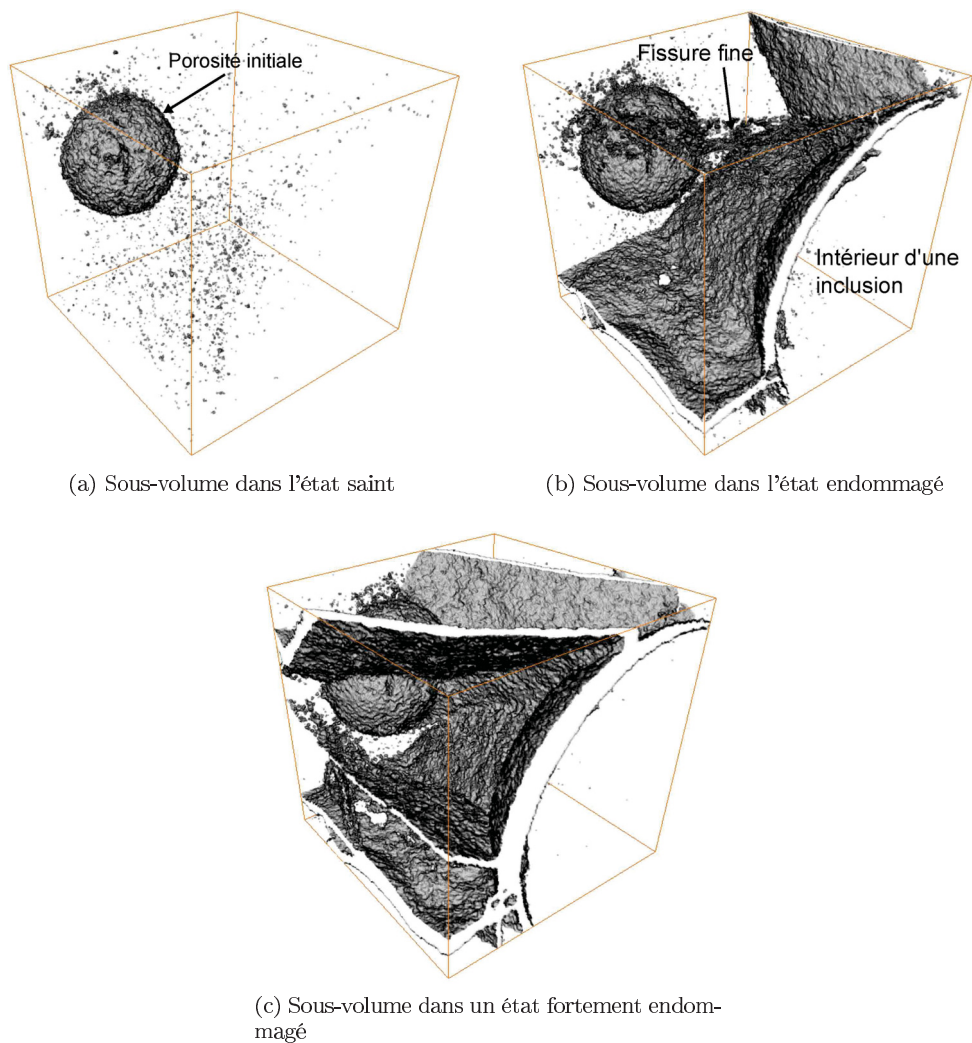 Porosité initiale
Fissure fine
Intérieur d'une
inclusion
(a) Sous-volume dans l'état saint
(b) Sous-volume dans l'état endommagé
(c) Sous-volume dans un état fortement endom-
magé